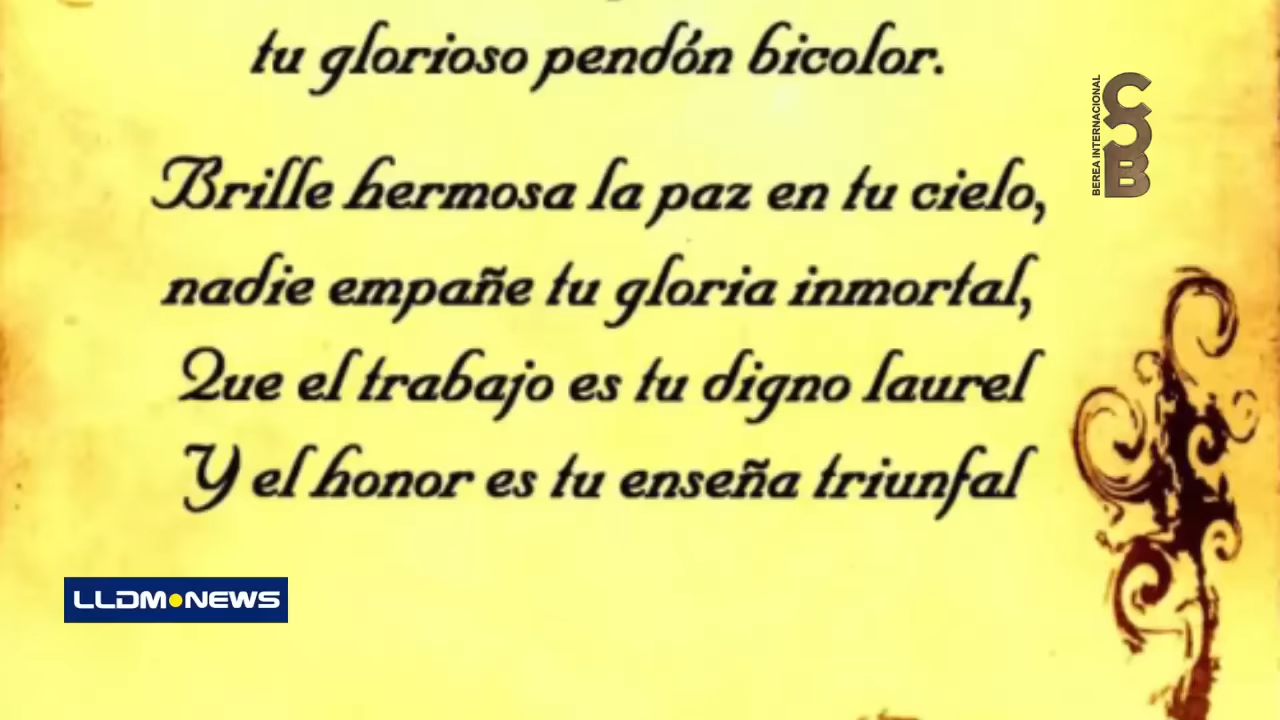 tu glorioso pendón bicolor.
Brille hermosa la paz en tu cielo,
nadie empañe tu gloria inmortal,
Que el trabajo es tu digno laurel
Y el honor es tu enseña triunfal
BEREA INTERNACIONAL
CJB
LLDM NEWS